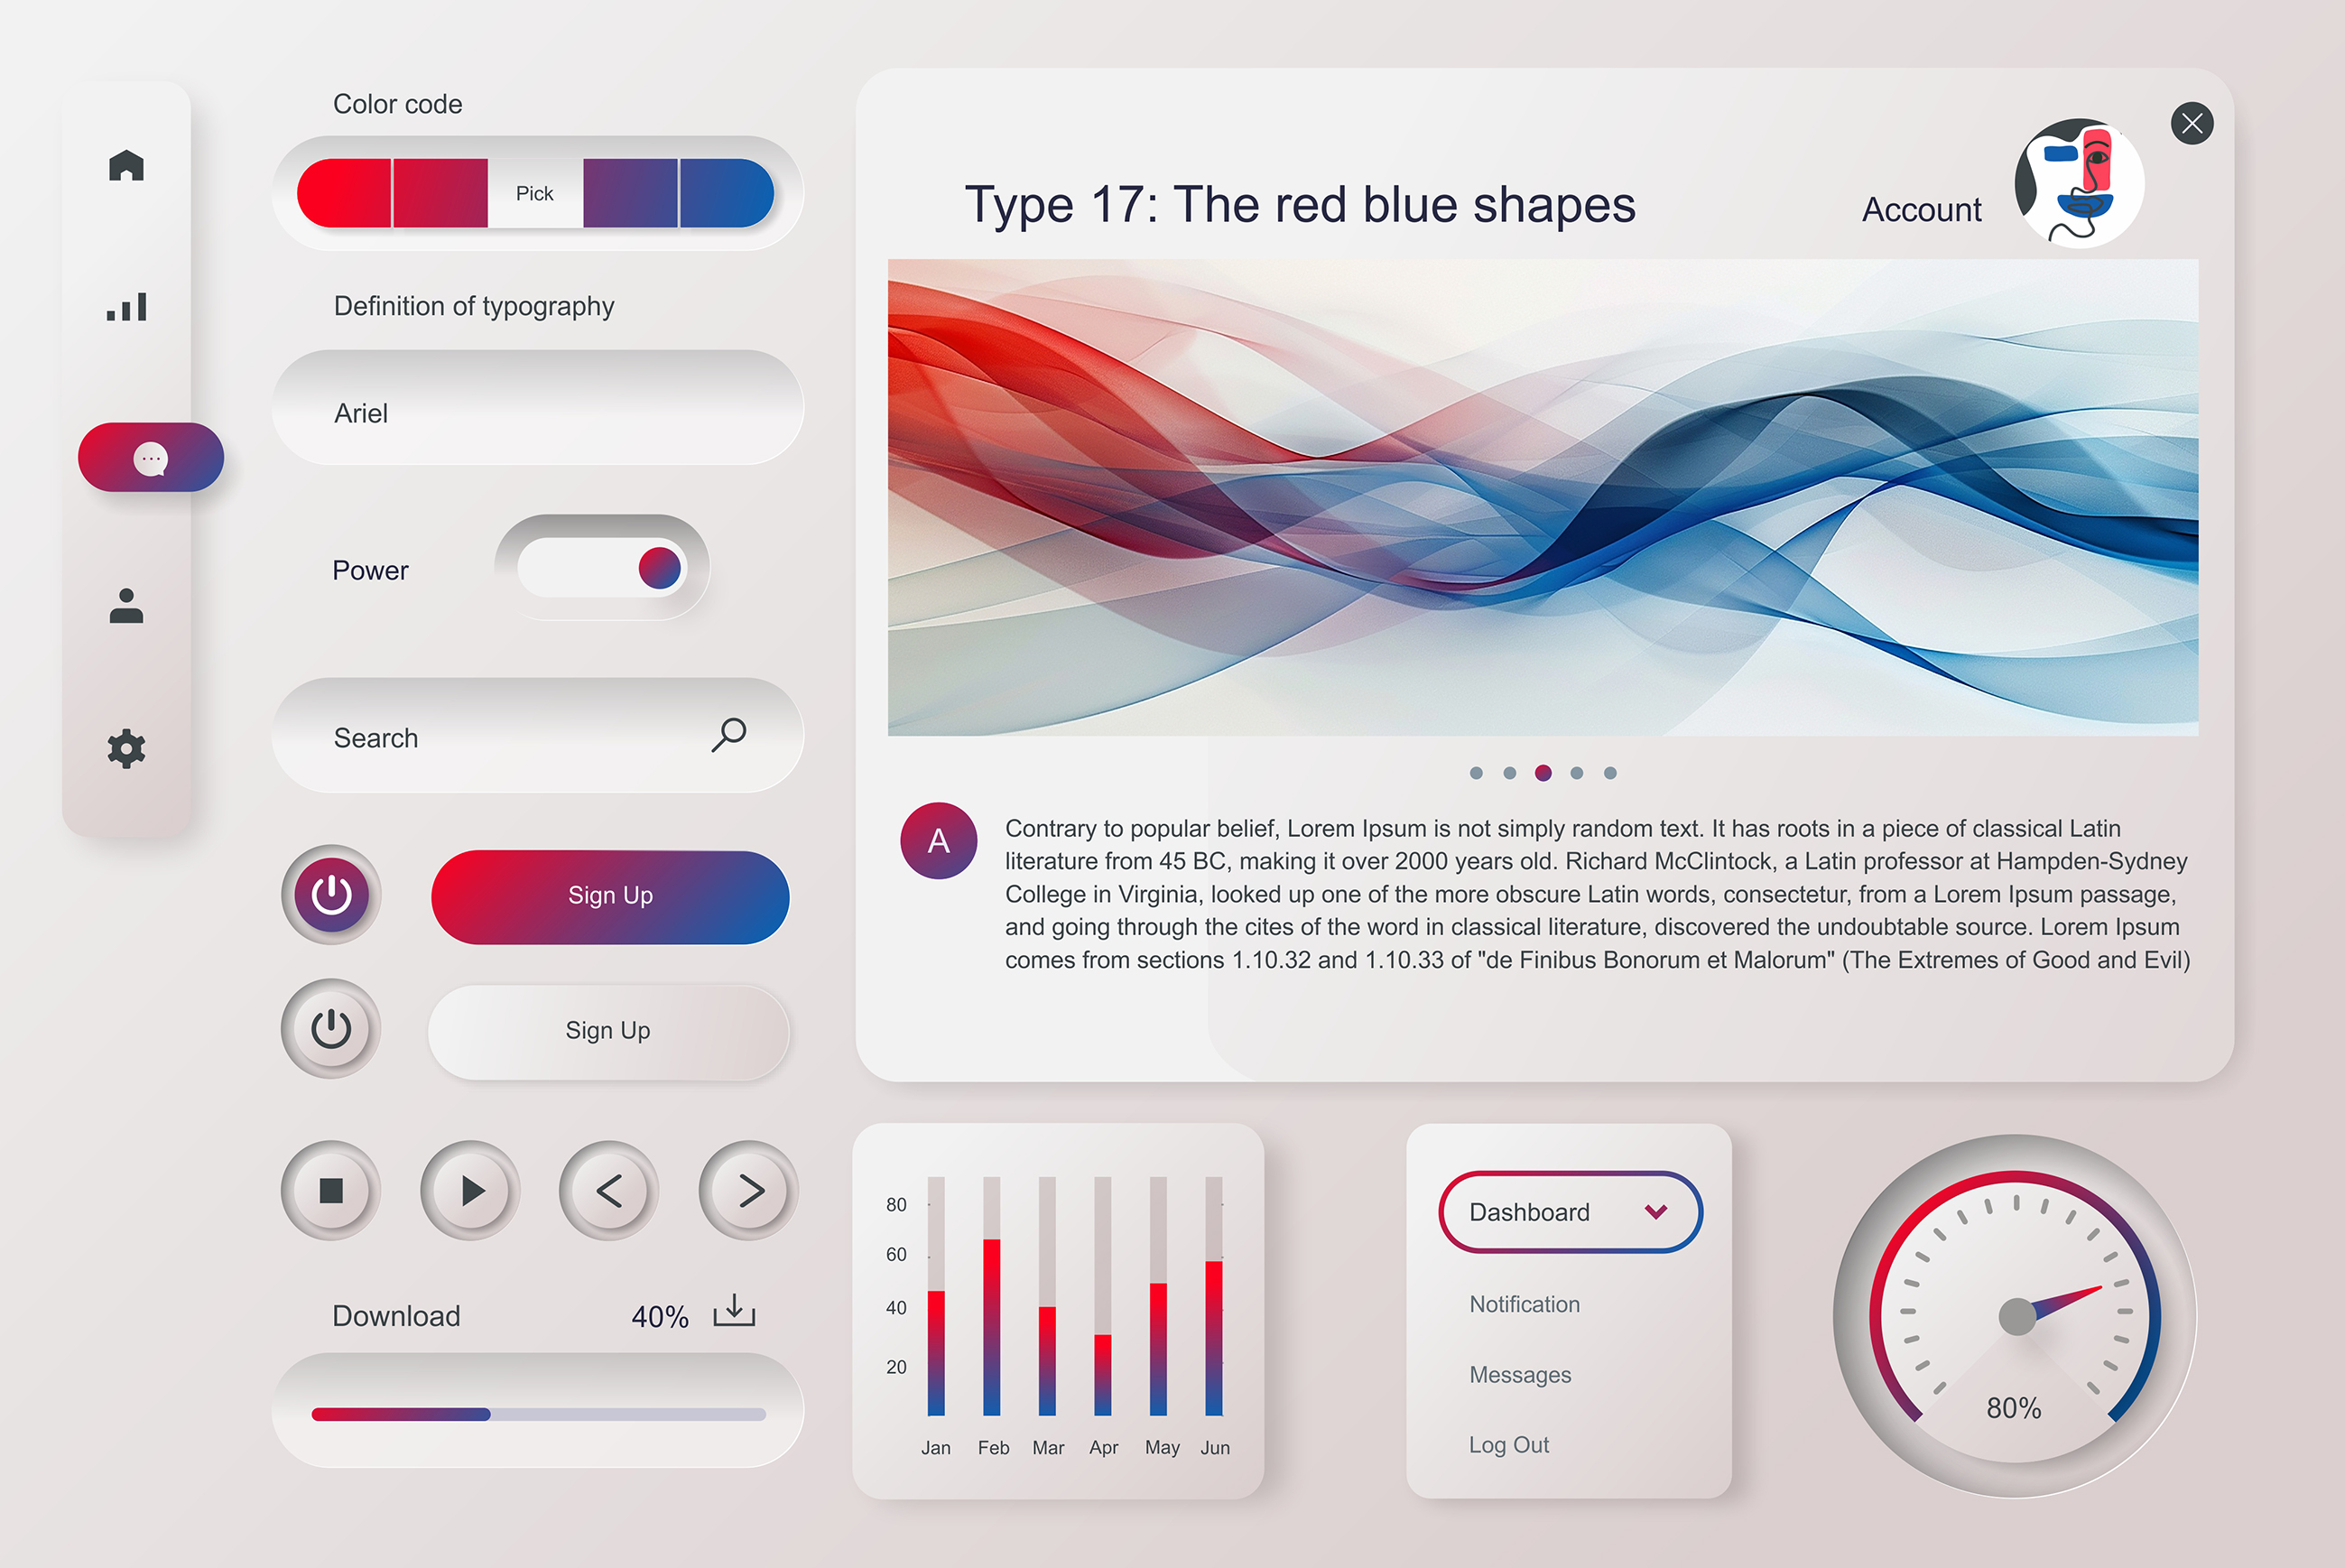 Color code
Pick
Definition of typography
Ariel
Power
Search
Sign Up
Sign Up
Download 40%
Type 17: The red blue shapes
Account
A
Contrary to popular belief, Lorem Ipsum is not simply random text. It has roots in a piece of classical Latin
literature from 45 BC, making it over 2000 years old. Richard McClintock, a Latin professor at Hampden-Sydney
College in Virginia, looked up one of the more obscure Latin words, consectetur, from a Lorem Ipsum passage,
and going through the cites of the word in classical literature, discovered the undoubtable source. Lorem Ipsum
comes from sections 1.10.32 and 1.10.33 of "de Finibus Bonorum et Malorum" (The Extremes of Good and Evil)
80
60
40
20
Jan Feb Mar Apr May Jun
Dashboard
Notification
Messages
Log Out
80%